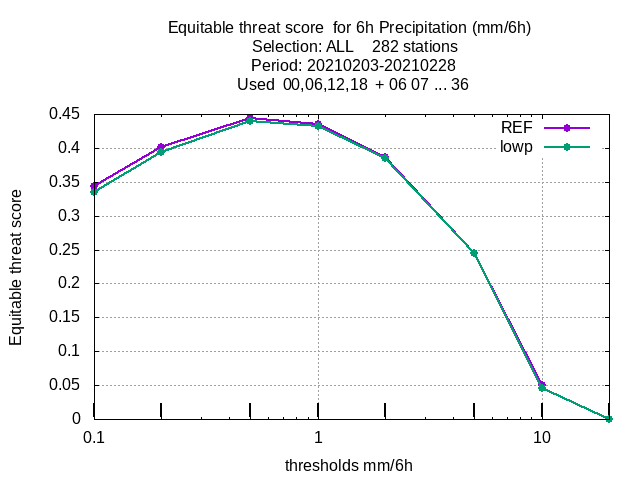 Equitable threat score  for 6h Precipitation (mm/6h)
Selection: ALL    282 stations
Period: 20210203-20210228
Used  00,06,12,18  + 06 07 ... 36
REF
lowp
Equitable threat score
0.45
0.4
0.35
0.3
0.25
0.2
0.15
0.1
0.05
0
0.1
1
10
thresholds mm/6h